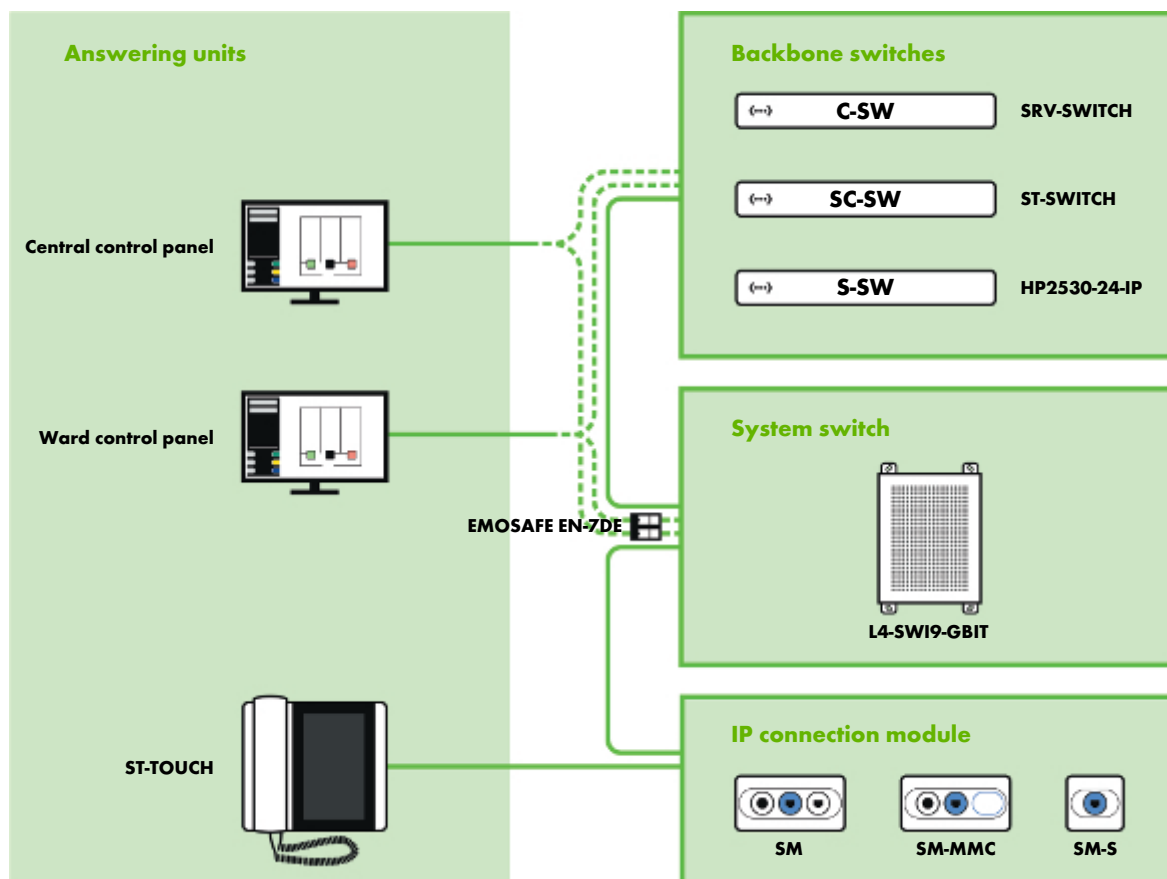 Answering units
Central control panel
Ward control panel
EMOSAFE EN-7DE
ST-TOUCH
Backbone switches
C-SW
SRV-SWITCH
SC-SW
ST-SWITCH
S-SW
HP2530-24-IP
System switch
L4-SWI9-GBIT
IP connection module
SM
SM-MMC
SM-S